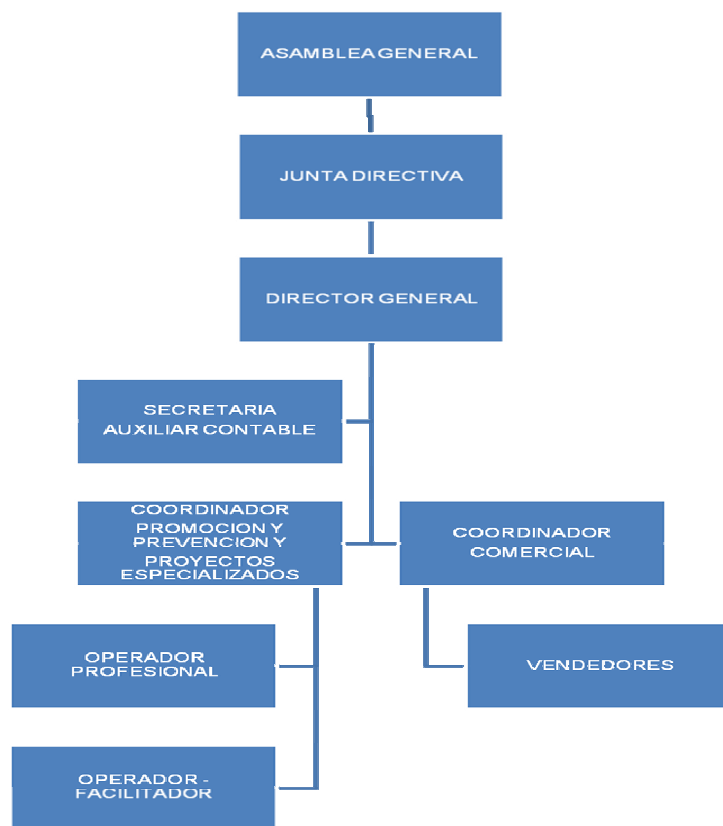 ASAMBLEA GENERAL
JUNTA DIRECTIVA
DIRECTOR GENERAL
SECRETARIA
AUXILIAR CONTABLE
COORDINADOR
PROMOCION Y
PREVENCION Y
PROYECTOS
ESPECIALIZADOS
COORDINADOR
COMERCIAL
OPERADOR
PROFESIONAL
VENDEDORES
OPERADOR -
FACILITADOR